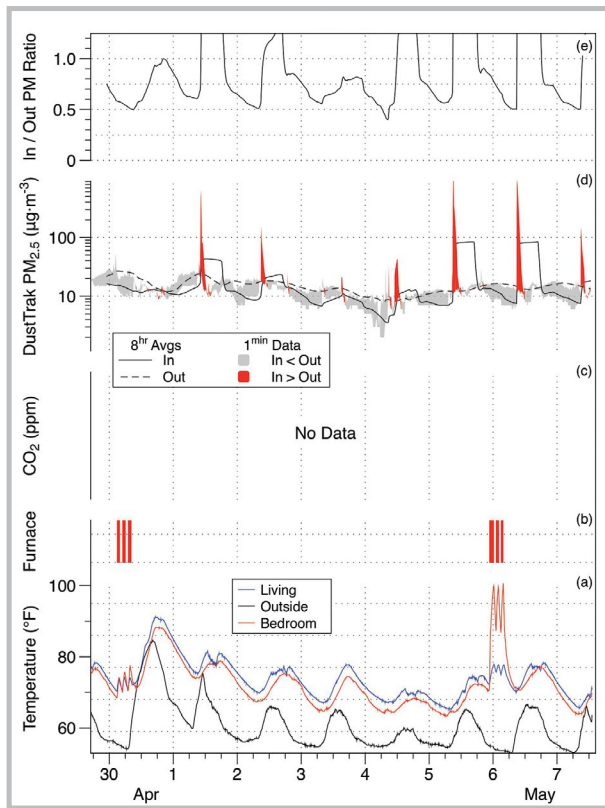 (e)
In / Out PM Ratio
1.0
0.5
0
(d)
DustTrak PM2.5 (µg·m-3)
100
10
8hr Avgs
1min Data
In
In < Out
Out
In > Out
(c)
CO2 (ppm)
No Data
(b)
Furnace
(a)
Temperature (°F)
100
80
60
Living
Outside
Bedroom
30
1
2
3
4
5
6
7
Apr
May